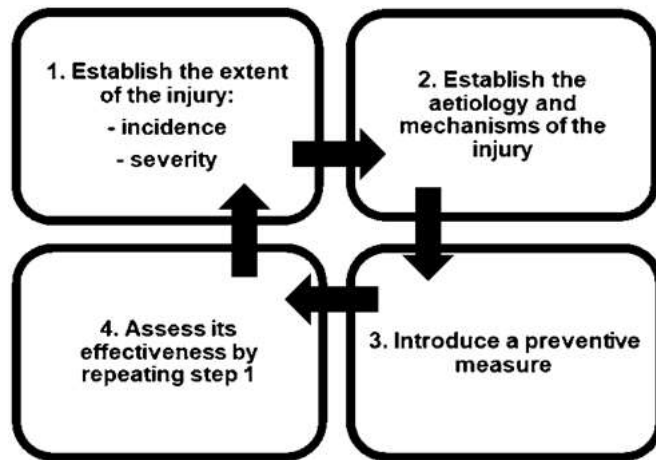 1. Establish the extent
of the injury:
- incidence
- severity
2. Establish the
aetiology and
mechanisms of the
injury
3. Introduce a preventive
measure
4. Assess its
effectiveness by
repeating step 1